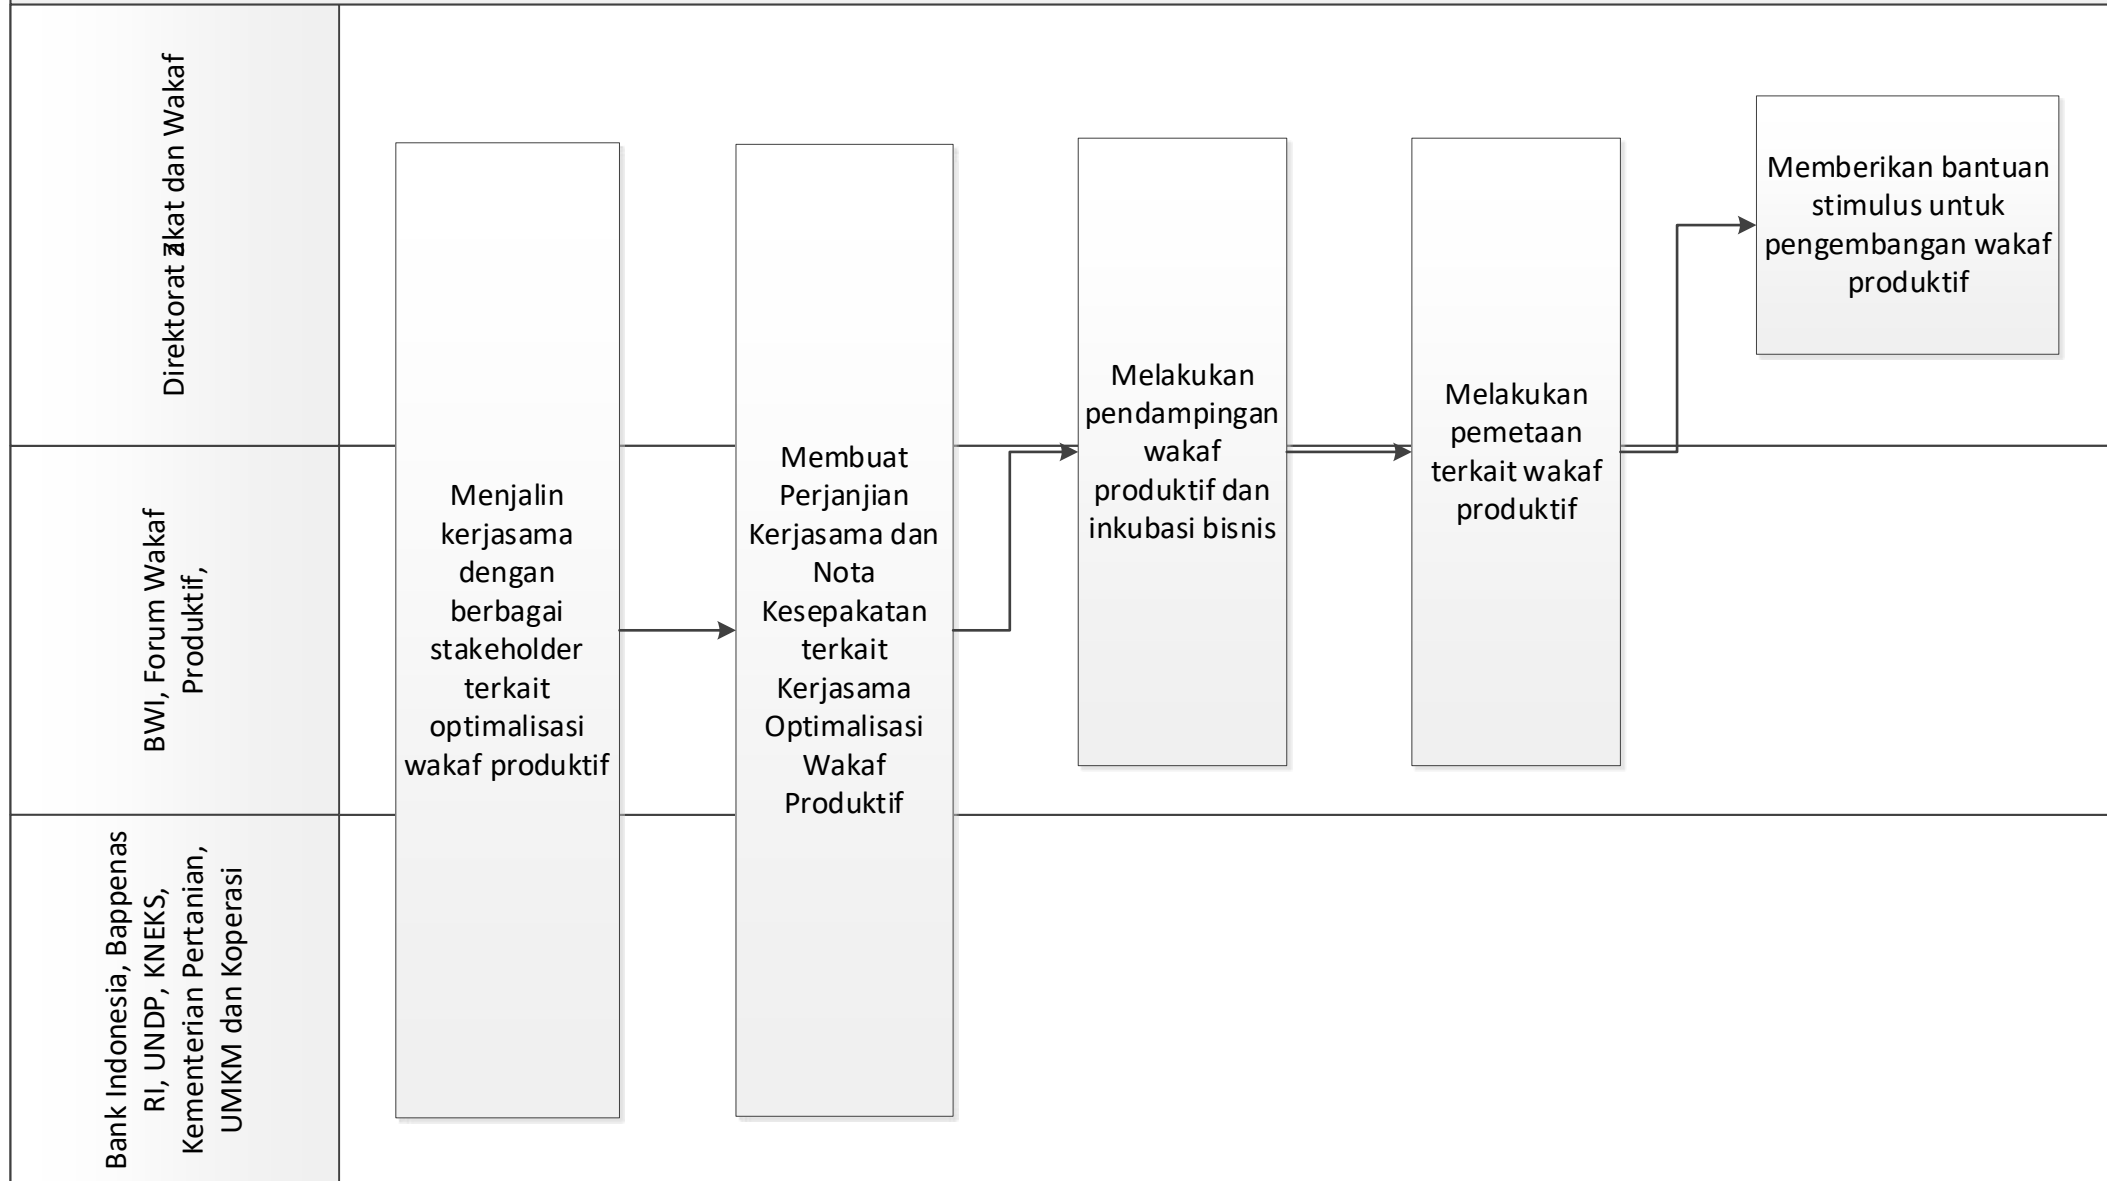 Direktorat Zakat dan Wakaf
BWI, Forum Wakaf
Produktif,
Bank Indonesia, Bappenas
RI, UNDP, KNEKS,
Kementerian Pertanian,
UMKM dan Koperasi
Menjalin
kerjasama
dengan
berbagai
stakeholder
terkait
optimalisasi
wakaf produktif
Membuat
Perjanjian
Kerjasama dan
Nota
Kesepakatan
terkait
Kerjasama
Optimalisasi
Wakaf
Produktif
Melakukan
pendampingan
wakaf
produktif dan
inkubasi bisnis
Melakukan
pemetaan
terkait wakaf
produktif
Memberikan bantuan
stimulus untuk
pengembangan wakaf
produktif